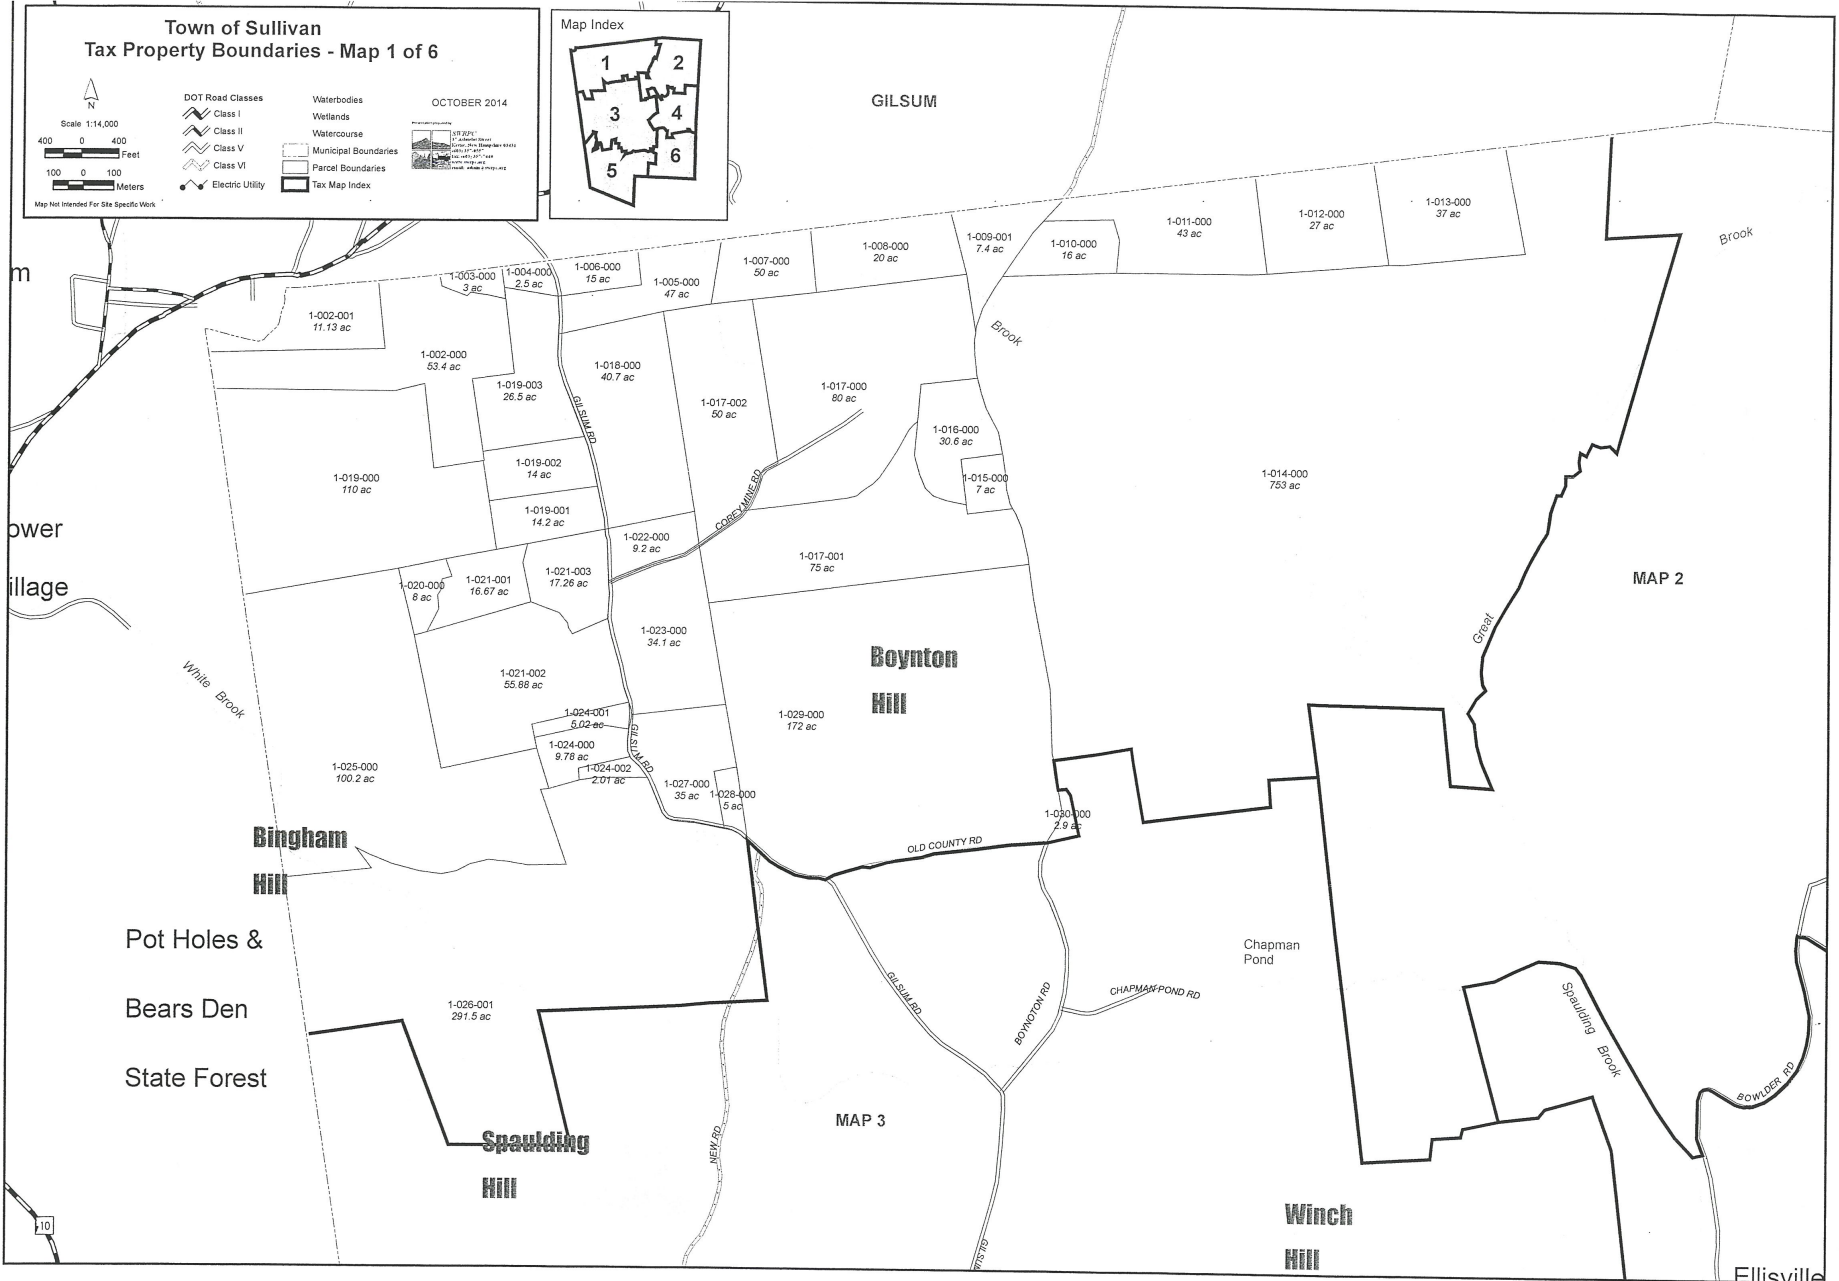 Town of Sullivan
Tax Property Boundaries - Map 1 of 6
N
Scale 1:14,000
400 0 400
Feet
100 0 100
Meters
Map Not Intended For Site Specific Work
DOT Road Classes
Class I
Class II
Class V
Class VI
Electric Utility
Waterbodies
Wetlands
Watercourse
Municipal Boundaries
Parcel Boundaries
Tax Map Index
OCTOBER 2014
SWRPC
Map Index
1
2
3
4
5
6
GILSUM
1-013-000
37 ac
1-012-000
27 ac
1-011-000
43 ac
Brook
1-009-001
7.4 ac
1-010-000
16 ac
1-008-000
20 ac
1-007-000
50 ac
1-006-000
15 ac
1-005-000
47 ac
1-004-000
2.5 ac
1-003-000
3 ac
m
1-002-001
11.13 ac
Brook
1-002-000
53.4 ac
1-018-000
40.7 ac
1-019-003
26.5 ac
1-017-000
80 ac
1-017-002
50 ac
GILSUM RD
1-016-000
30.6 ac
1-019-002
14 ac
1-019-000
110 ac
1-015-000
7 ac
1-014-000
753 ac
COREY MINE RD
1-019-001
14.2 ac
ower
1-022-000
9.2 ac
1-017-001
75 ac
illage
1-020-000
8 ac
1-021-001
16.67 ac
1-021-003
17.26 ac
MAP 2
1-023-000
34.1 ac
Great
Boynton
Hill
White Brook
1-021-002
55.88 ac
1-024-001
5.02 ac
1-029-000
172 ac
GILSUM RD
1-024-000
9.78 ac
1-024-002
2.01 ac
1-025-000
100.2 ac
1-027-000
35 ac
1-028-000
5 ac
1-030-000
2.9 ac
Bingham
Hill
OLD COUNTY RD
Pot Holes &
Bears Den
State Forest
Chapman
Pond
1-026-001
291.5 ac
GILSUM RD
BOYNOTON RD
CHAPMAN POND RD
Spaulding Brook
BOWLDER RD
MAP 3
Spaulding
Hill
NEW RD
10
Winch
Hill
GILSUM
Ellisville